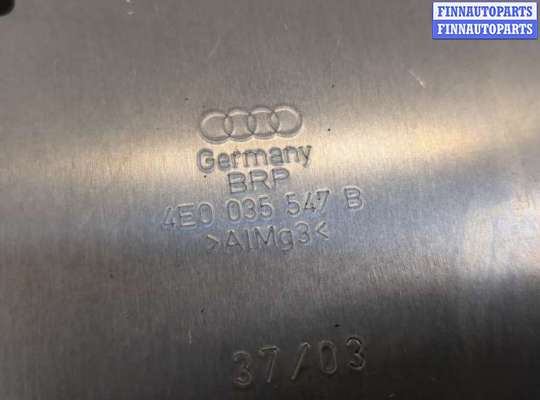 FINNAUTOPARTS
FINNAUTOPARTS
Germany
BRP
4E0 035 547 B
>AlMg3<
37/03